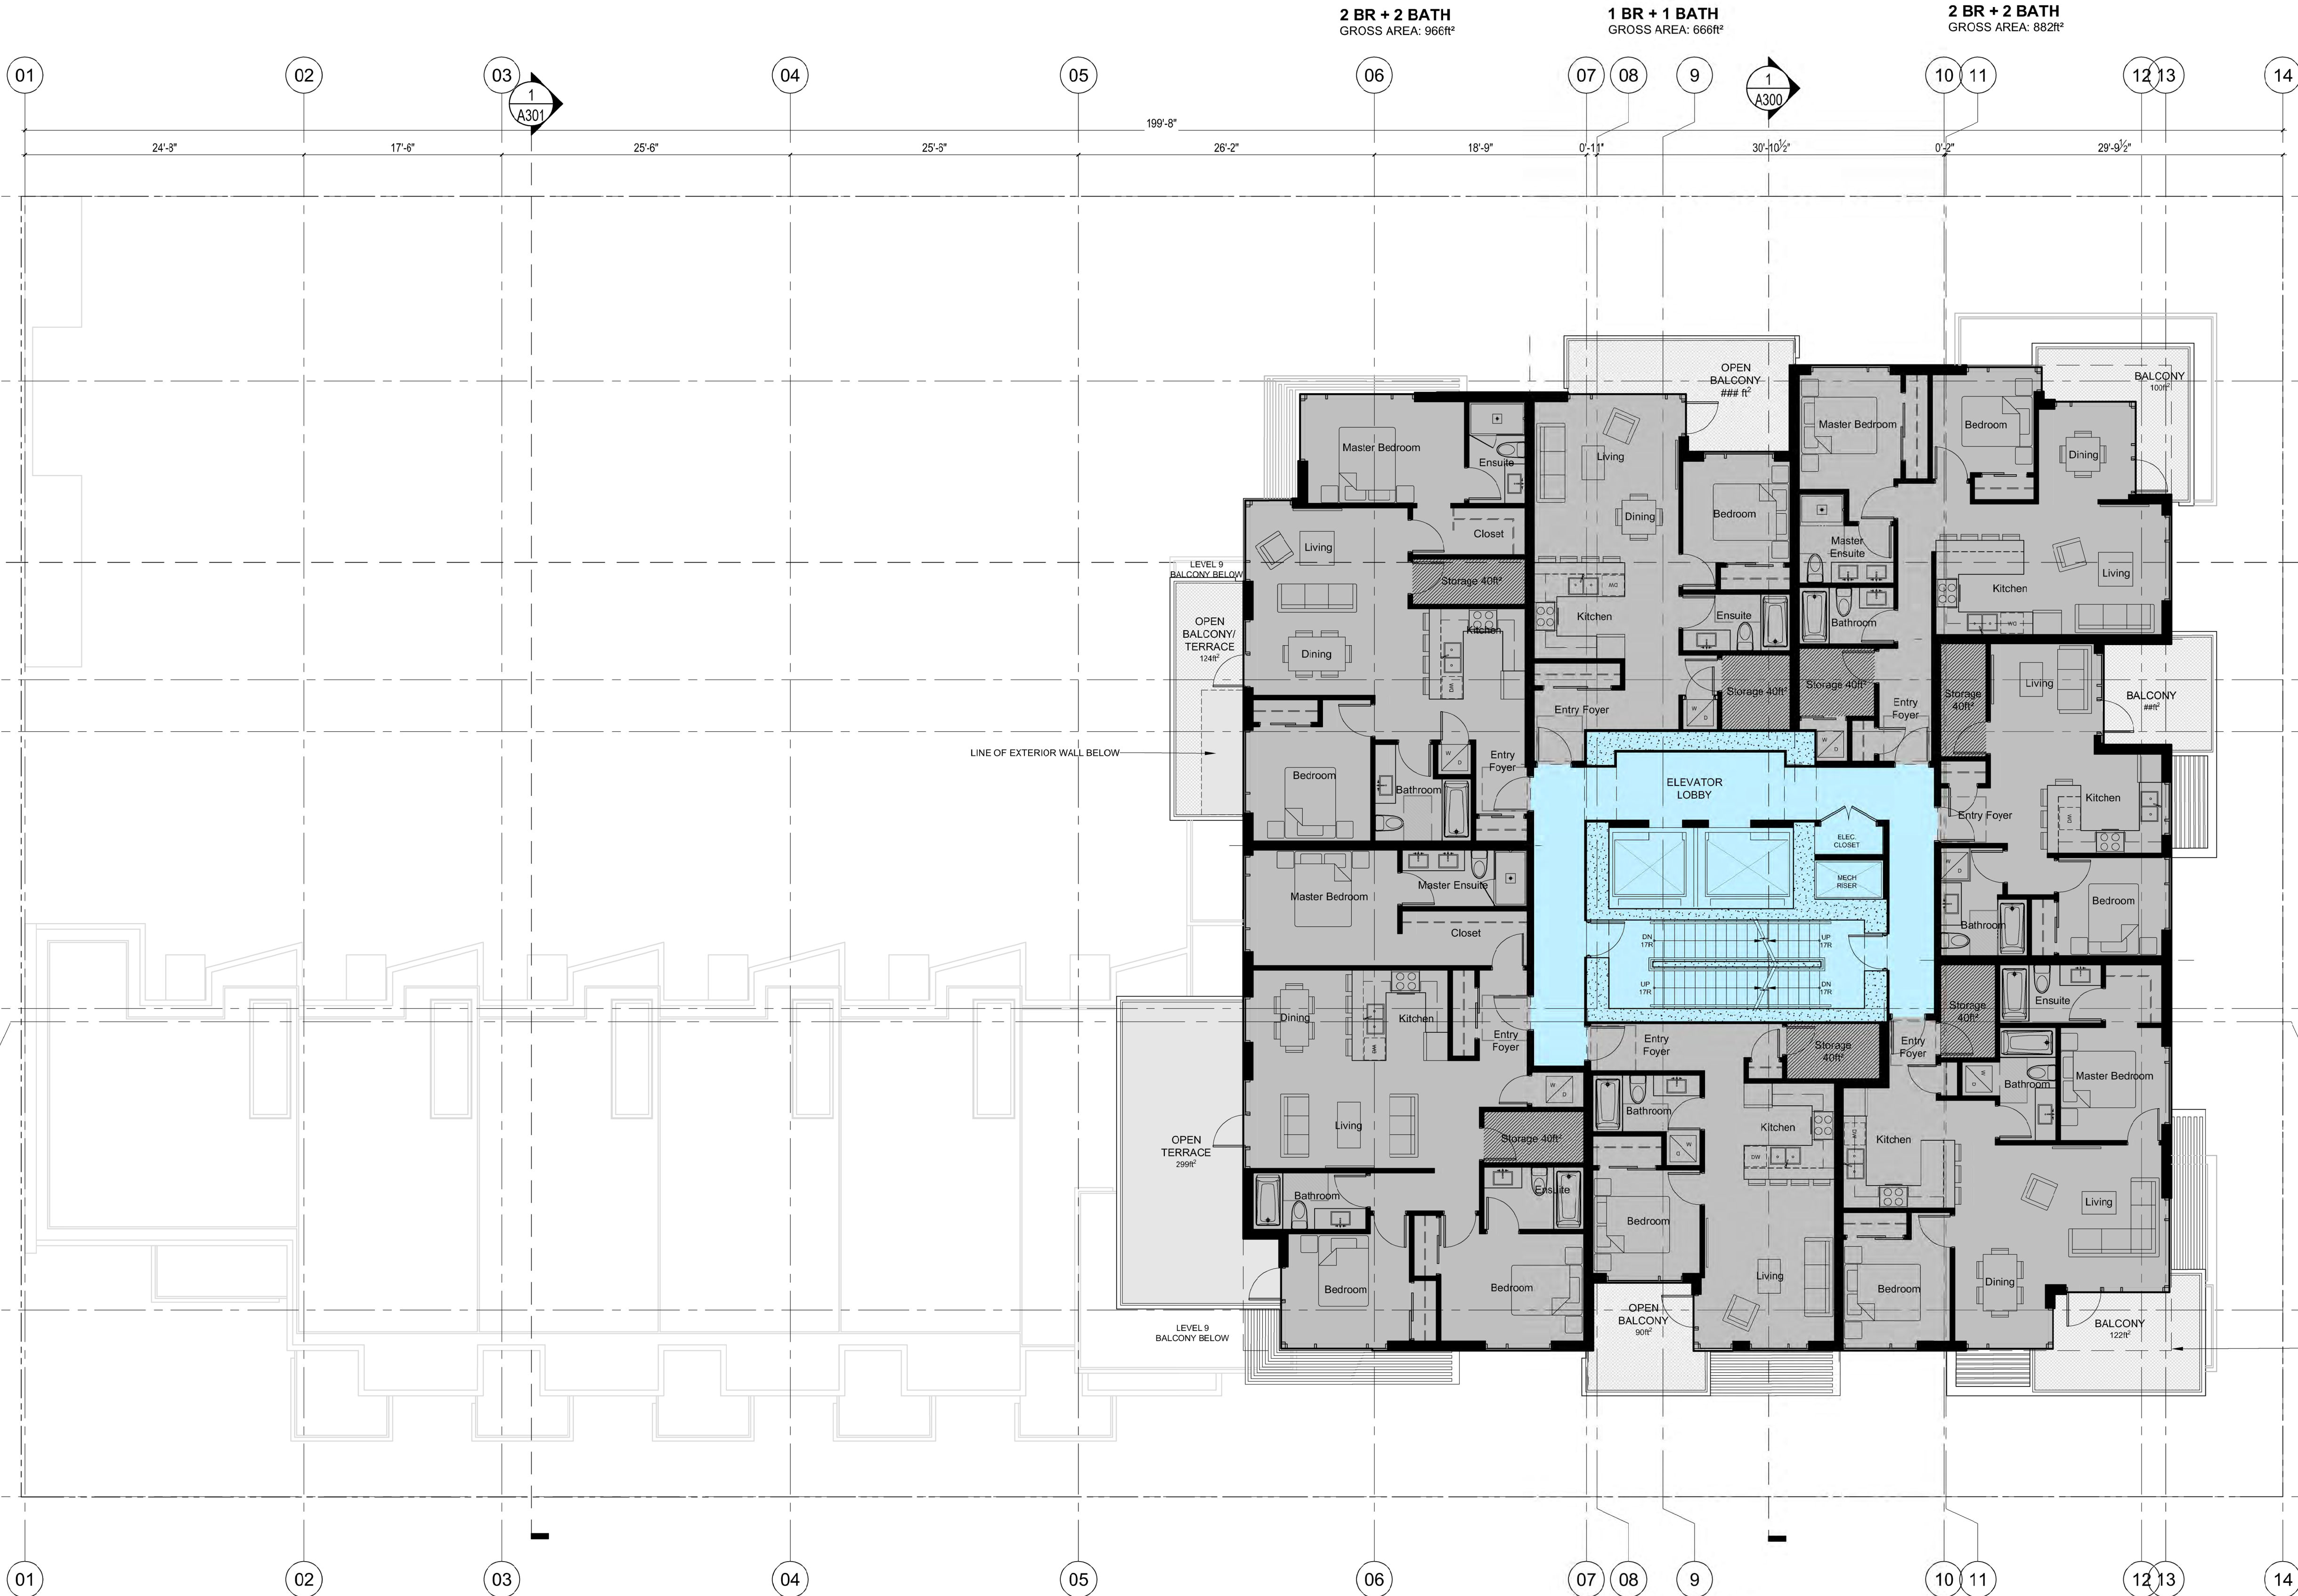 2 BR + 2 BATH
GROSS AREA: 966ft²
1 BR + 1 BATH
GROSS AREA: 666ft²
2 BR + 2 BATH
GROSS AREA: 882ft²
01
02
03
04
05
06
07
08
9
10
11
12
13
14
1
A301
1
A300
199'-8"
24'-8"
17'-6"
25'-6"
25'-6"
26'-2"
18'-9"
0'-11"
30'-10½"
0'-2"
29'-9½"
OPEN
BALCONY
### ft²
BALCONY
100ft²
Master Bedroom
Ensuite
Closet
Living
Storage 40ft²
Kitchen
Dining
Bedroom
Bathroom
W
D
DW
Entry
Foyer
LEVEL 9
BALCONY BELOW
OPEN
BALCONY/
TERRACE
124ft²
LINE OF EXTERIOR WALL BELOW
Living
Dining
Bedroom
Kitchen
DW
Ensuite
Storage 40ft²
Entry Foyer
W
D
Master Bedroom
Bedroom
Dining
Master
Ensuite
Living
Kitchen
DW
Bathroom
Storage 40ft²
Entry
Foyer
W
D
Storage
40ft²
Living
BALCONY
##ft²
Kitchen
DW
Entry Foyer
W
D
Bathroom
Bedroom
ELEVATOR
LOBBY
ELEC.
CLOSET
MECH
RISER
DN
17R
UP
17R
UP
17R
DN
17R
Master Bedroom
Master Ensuite
Closet
Dining
Kitchen
DW
Entry
Foyer
W
D
Living
Storage 40ft²
Bathroom
Ensuite
Bedroom
Bedroom
OPEN
TERRACE
299ft²
LEVEL 9
BALCONY BELOW
Entry
Foyer
Storage
40ft²
Bathroom
W
D
Kitchen
DW
Bedroom
Living
OPEN
BALCONY
90ft²
Storage
40ft²
Ensuite
Entry
Foyer
W
D
Bathroom
Master Bedroom
Kitchen
DW
Living
Bedroom
Dining
BALCONY
122ft²
01
02
03
04
05
06
07
08
9
10
11
12
13
14